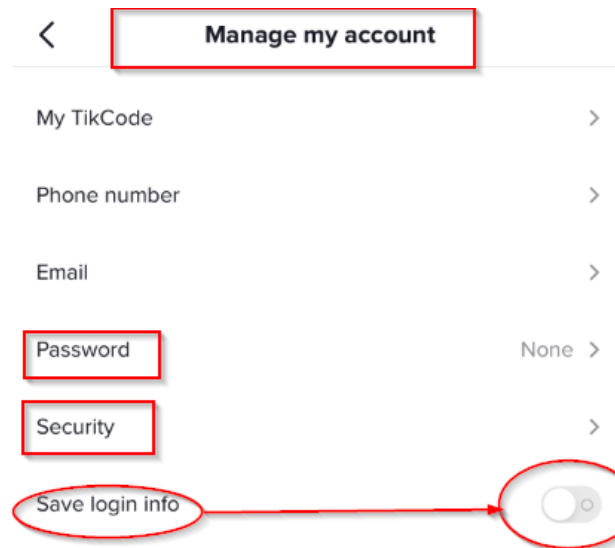 Manage my account
My TikCode
Phone number
Email
Password None
Security
Save login info